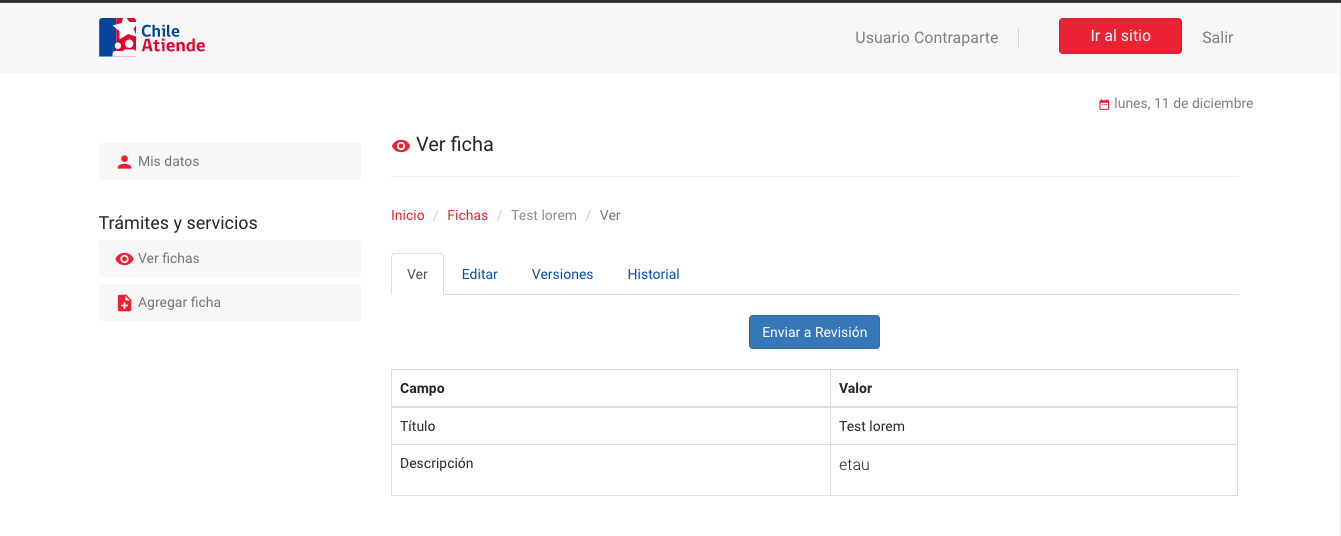 Chile
Atiende
Usuario Contraparte
Ir al sitio
Salir
lunes, 11 de diciembre
Mis datos
Trámites y servicios
Ver fichas
Agregar ficha
Ver ficha
Inicio / Fichas / Test lorem / Ver
Ver Editar Versiones Historial
Enviar a Revisión
Campo Valor
Título Test lorem
Descripción etau